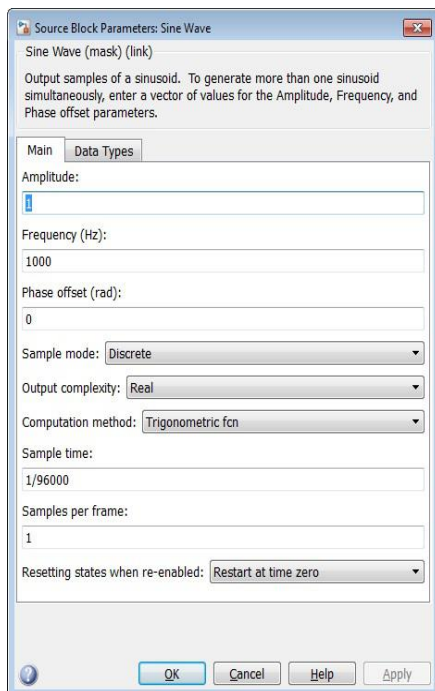 Source Block Parameters: Sine Wave
Sine Wave (mask) (link)
Output samples of a sinusoid. To generate more than one sinusoid
simultaneously, enter a vector of values for the Amplitude, Frequency, and
Phase offset parameters.
Main Data Types
Amplitude:
1
Frequency (Hz):
1000
Phase offset (rad):
0
Sample mode: Discrete
Output complexity: Real
Computation method: Trigonometric fcn
Sample time:
1/96000
Samples per frame:
1
Resetting states when re-enabled: Restart at time zero
OK Cancel Help Apply